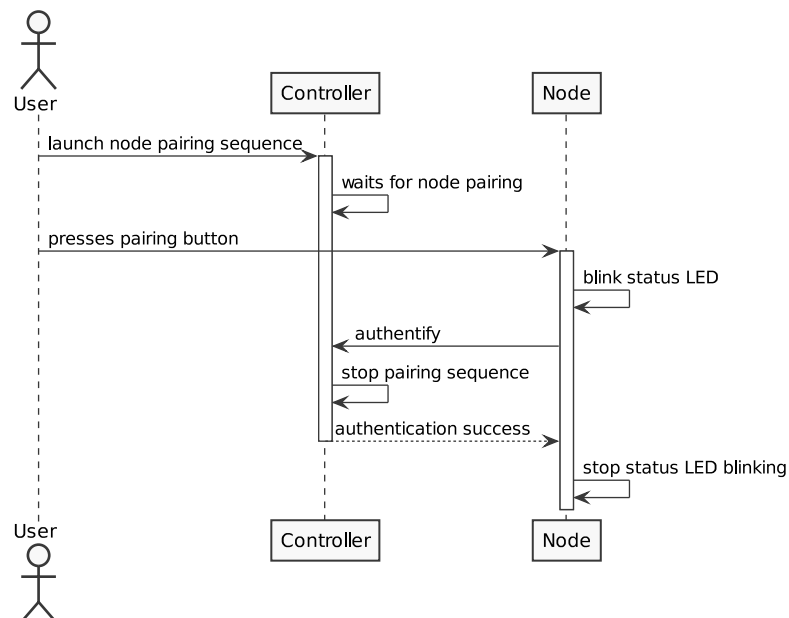 User
Controller
Node
launch node pairing sequence
waits for node pairing
presses pairing button
blink status LED
authentify
stop pairing sequence
authentication success
stop status LED blinking
User
Controller
Node